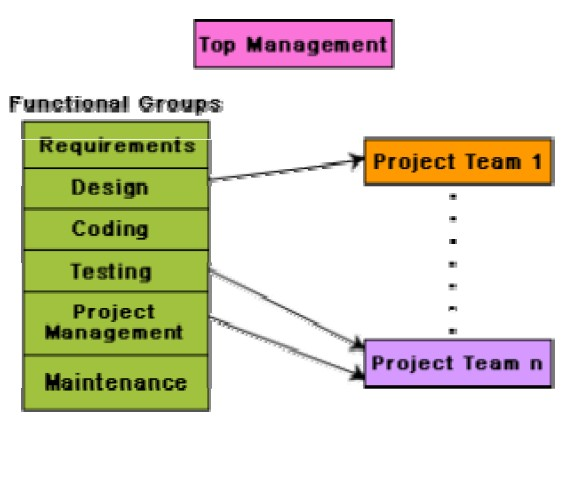 Top Management
Functional Groups
Requirements
Design
Coding
Testing
Project
Management
Maintenance
Project Team 1
Project Team n